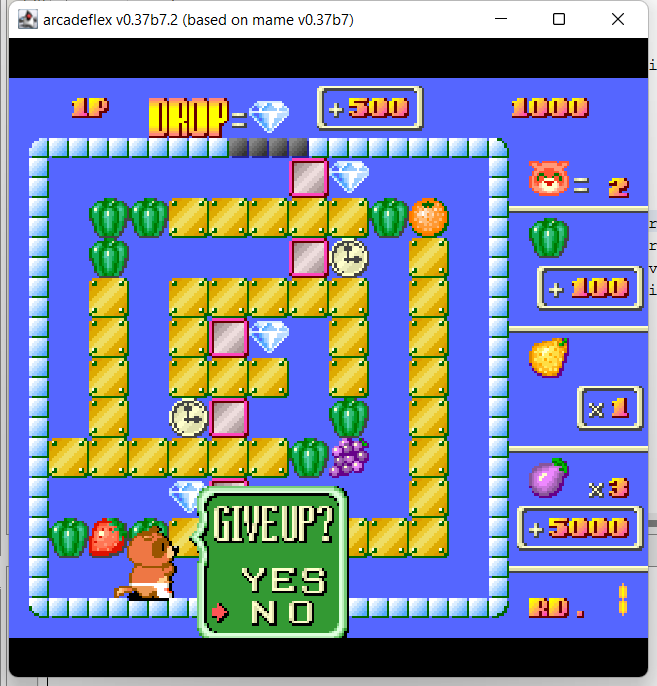 arcadeflex v0.37b7.2 (based on mame v0.37b7)
1P
DROP=
+500
1000
= 2
+100
×1
×3
+5000
GIVEUP?
YES
NO
RD. 1